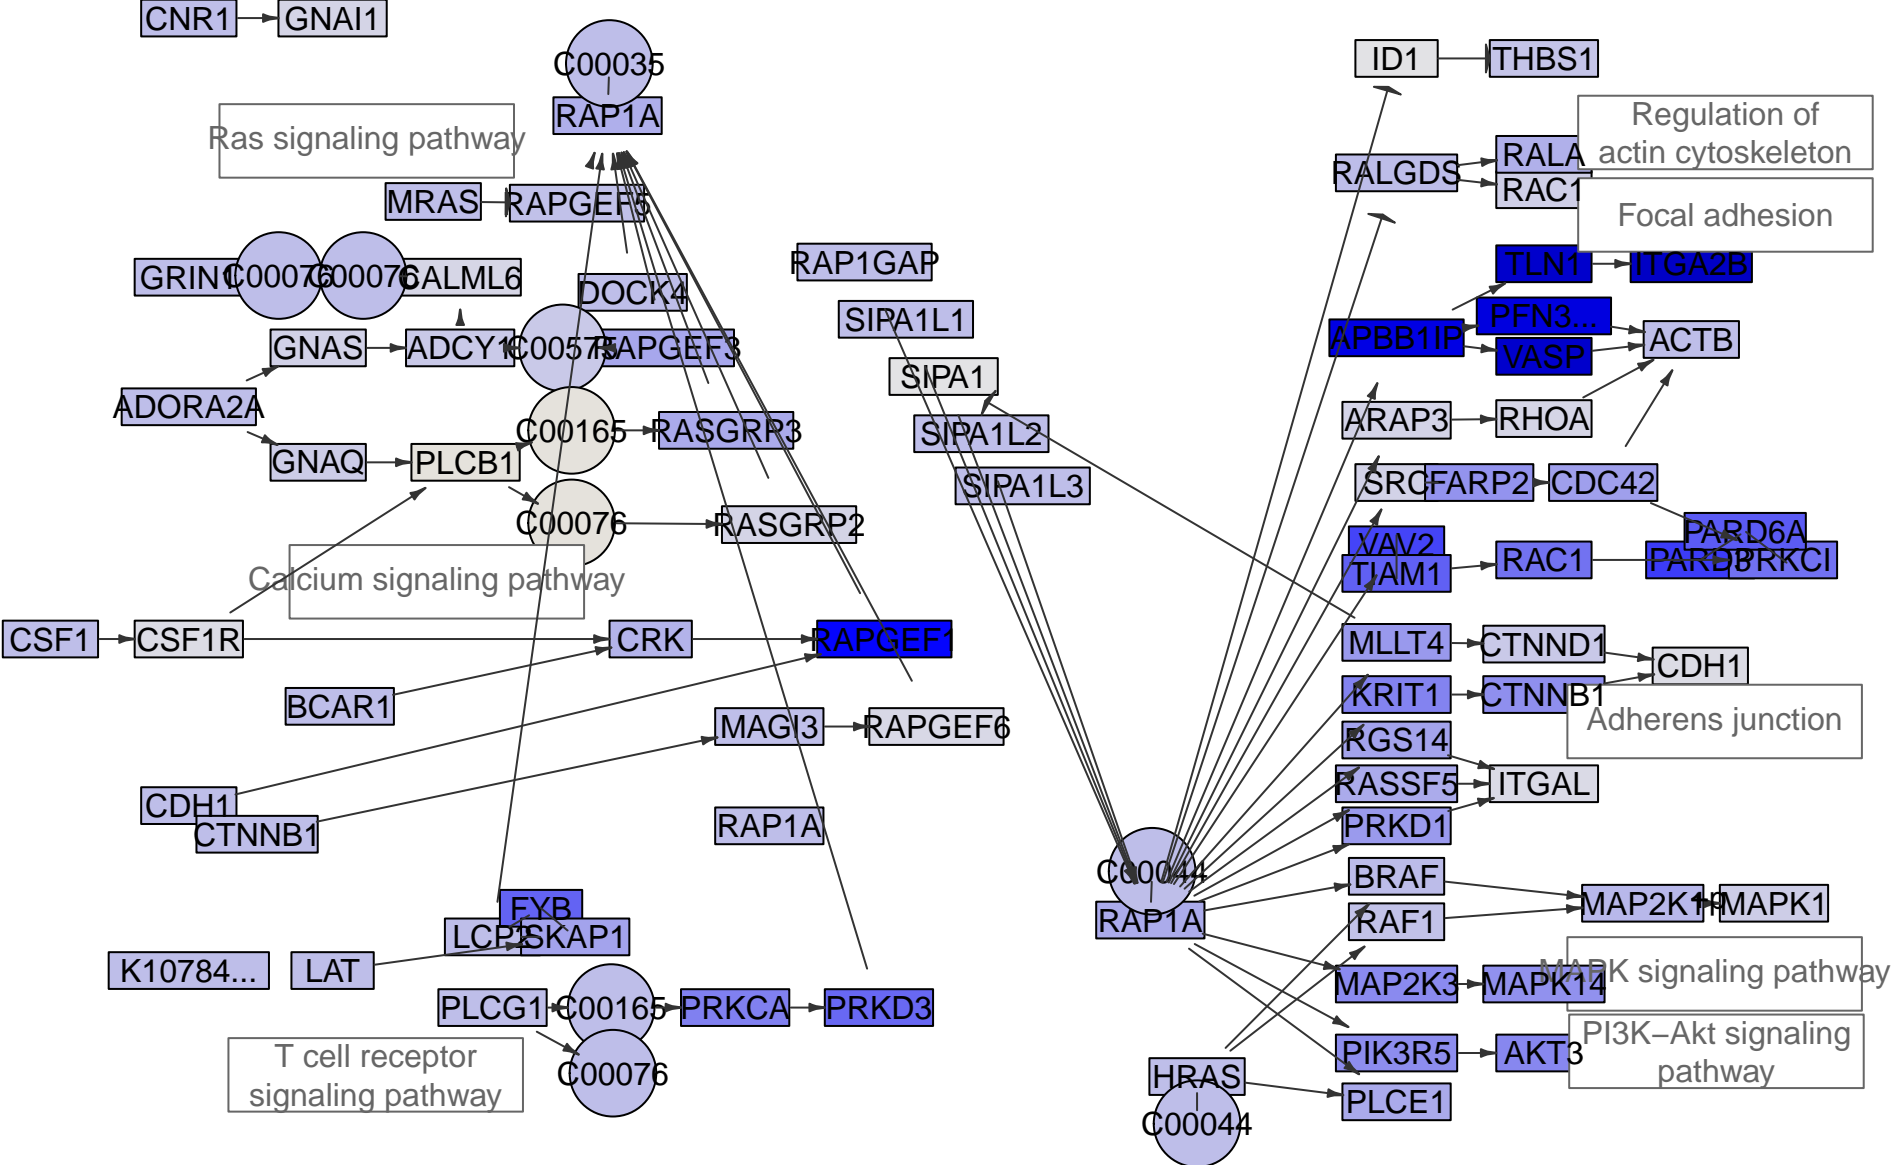 CNR1
GNAI1
C00035
RAP1A
Ras signaling pathway
MRAS
RAPGEF5
GRIN1
C00076
C00076
CALML6
DOCK4
GNAS
ADCY1
C00575
RAPGEF3
ADORA2A
C00165
RASGRP3
GNAQ
PLCB1
C00076
RASGRP2
Calcium signaling pathway
CSF1
CSF1R
CRK
RAPGEF1
BCAR1
MAGI3
RAPGEF6
CDH1
CTNNB1
RAP1A
FYB
LCP2
SKAP1
K10784...
LAT
PLCG1
C00165
PRKCA
PRKD3
T cell receptor
signaling pathway
C00076
RAP1GAP
SIPA1L1
SIPA1
SIPA1L2
SIPA1L3
C00044
RAP1A
HRAS
C00044
ID1
THBS1
Regulation of
actin cytoskeleton
RALGDS
RALA
RAC1
Focal adhesion
TLN1
ITGA2B
PFN3...
APBB1IP
VASP
ACTB
ARAP3
RHOA
SRC
FARP2
CDC42
VAV2
TIAM1
RAC1
PARD6A
PARD3
PRKCI
MLLT4
CTNND1
CDH1
KRIT1
CTNNB1
Adherens junction
RGS14
RASSF5
ITGAL
PRKD1
BRAF
RAF1
MAP2K1
+p
MAPK1
MAP2K3
MAPK14
MAPK signaling pathway
PIK3R5
AKT3
PI3K−Akt signaling
pathway
PLCE1